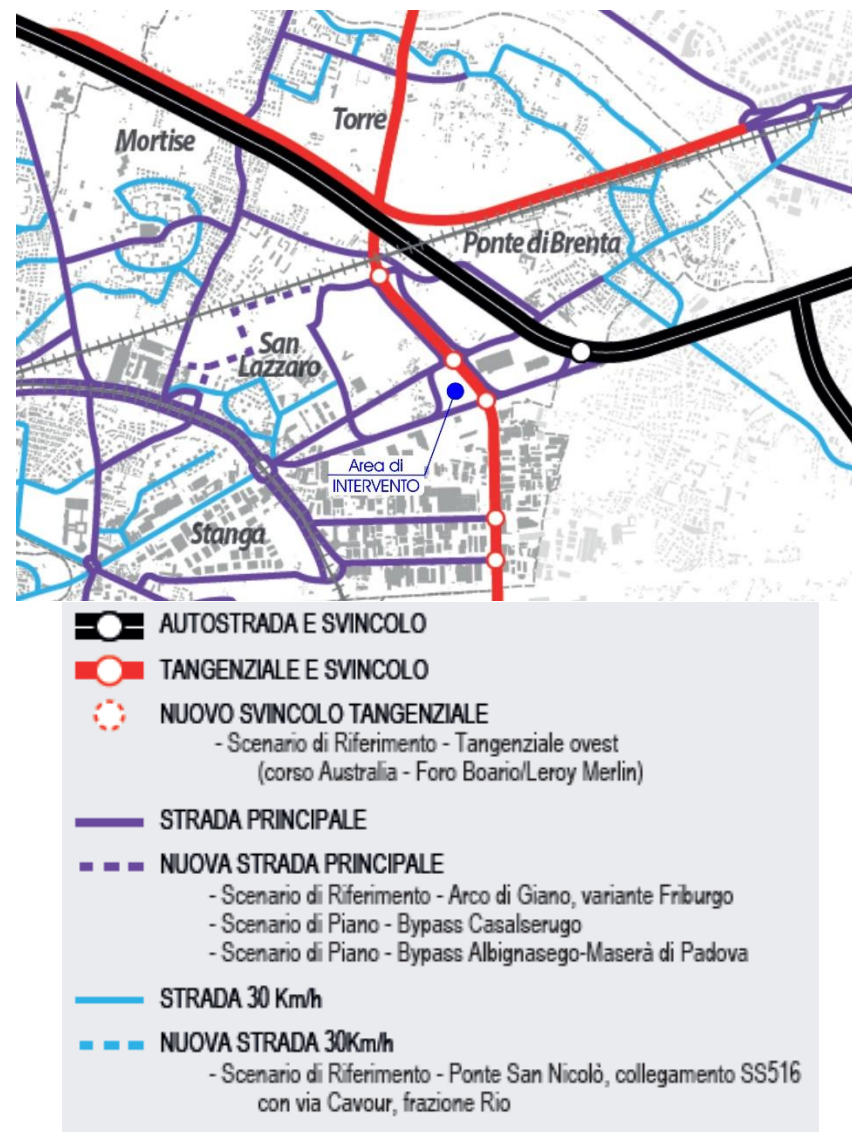 Torre
Mortise
Ponte di Brenta
San
Lazzaro
Area di
INTERVENTO
Stanga
AUTOSTRADA E SVINCOLO
TANGENZIALE E SVINCOLO
NUOVO SVINCOLO TANGENZIALE
- Scenario di Riferimento - Tangenziale ovest
(corso Australia - Foro Boario/Leroy Merlin)
STRADA PRINCIPALE
NUOVA STRADA PRINCIPALE
- Scenario di Riferimento - Arco di Giano, variante Friburgo
- Scenario di Piano - Bypass Casalserugo
- Scenario di Piano - Bypass Albignasego-Maserà di Padova
STRADA 30 Km/h
NUOVA STRADA 30Km/h
- Scenario di Riferimento - Ponte San Nicolò, collegamento SS516
con via Cavour, frazione Rio